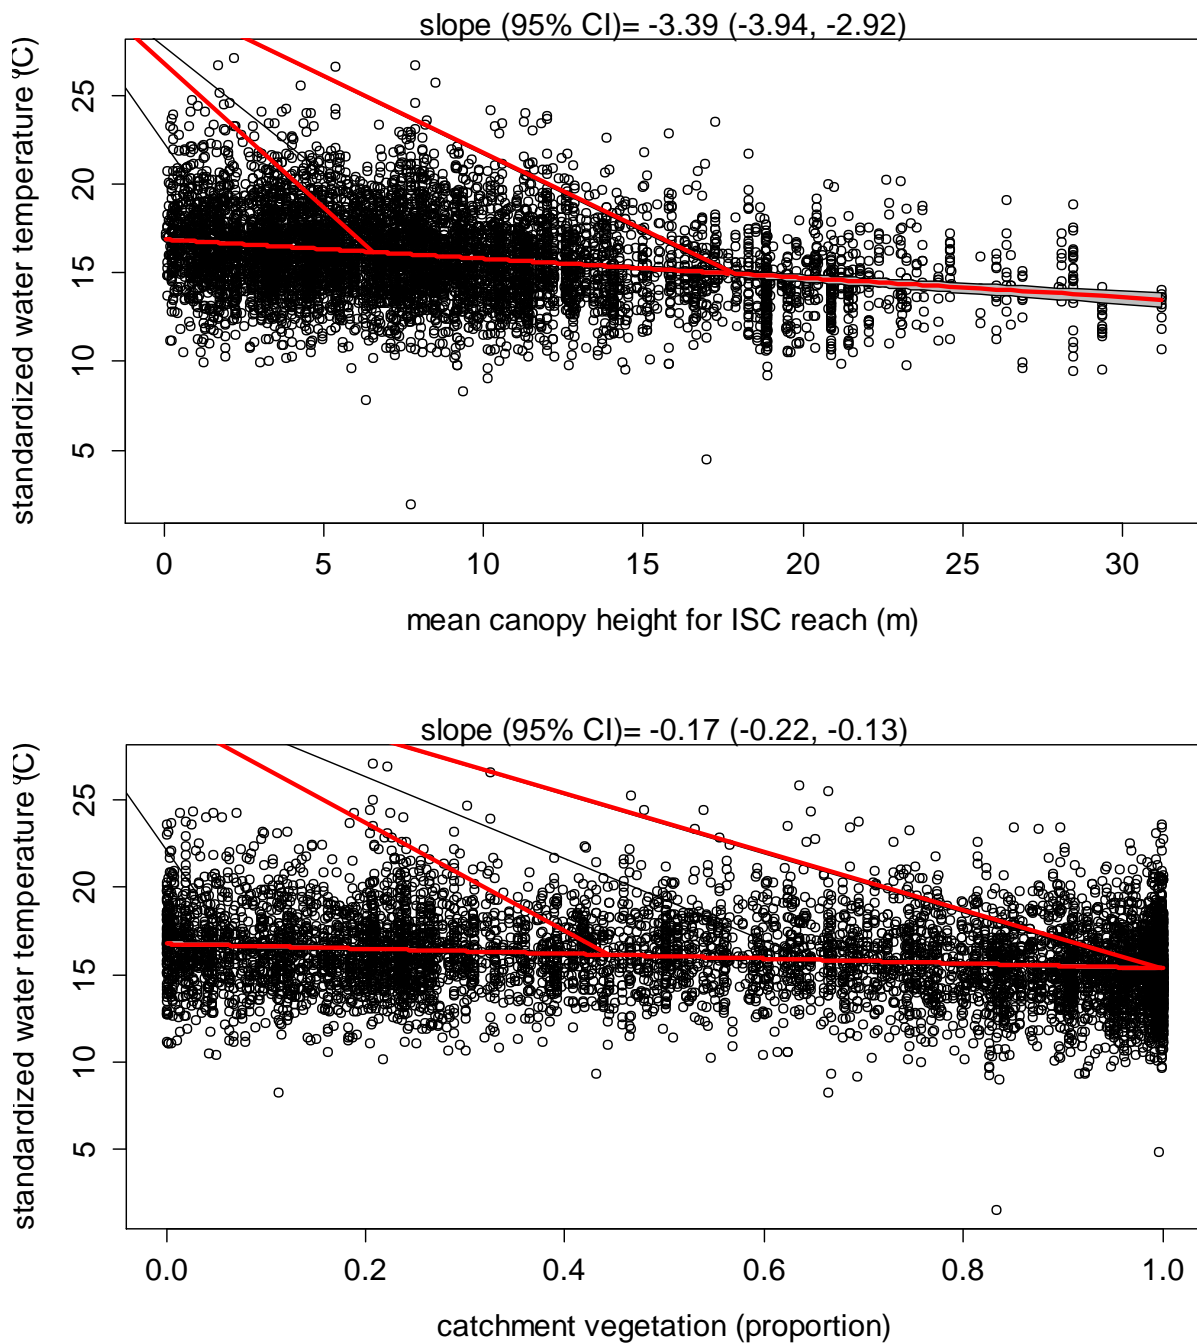 slope (95% CI)= -3.39 (-3.94, -2.92)
standardized water temperature (°C)
25
20
15
10
5
0 5 10 15 20 25 30
mean canopy height for ISC reach (m)
slope (95% CI)= -0.17 (-0.22, -0.13)
standardized water temperature (°C)
25
20
15
10
5
0.0 0.2 0.4 0.6 0.8 1.0
catchment vegetation (proportion)